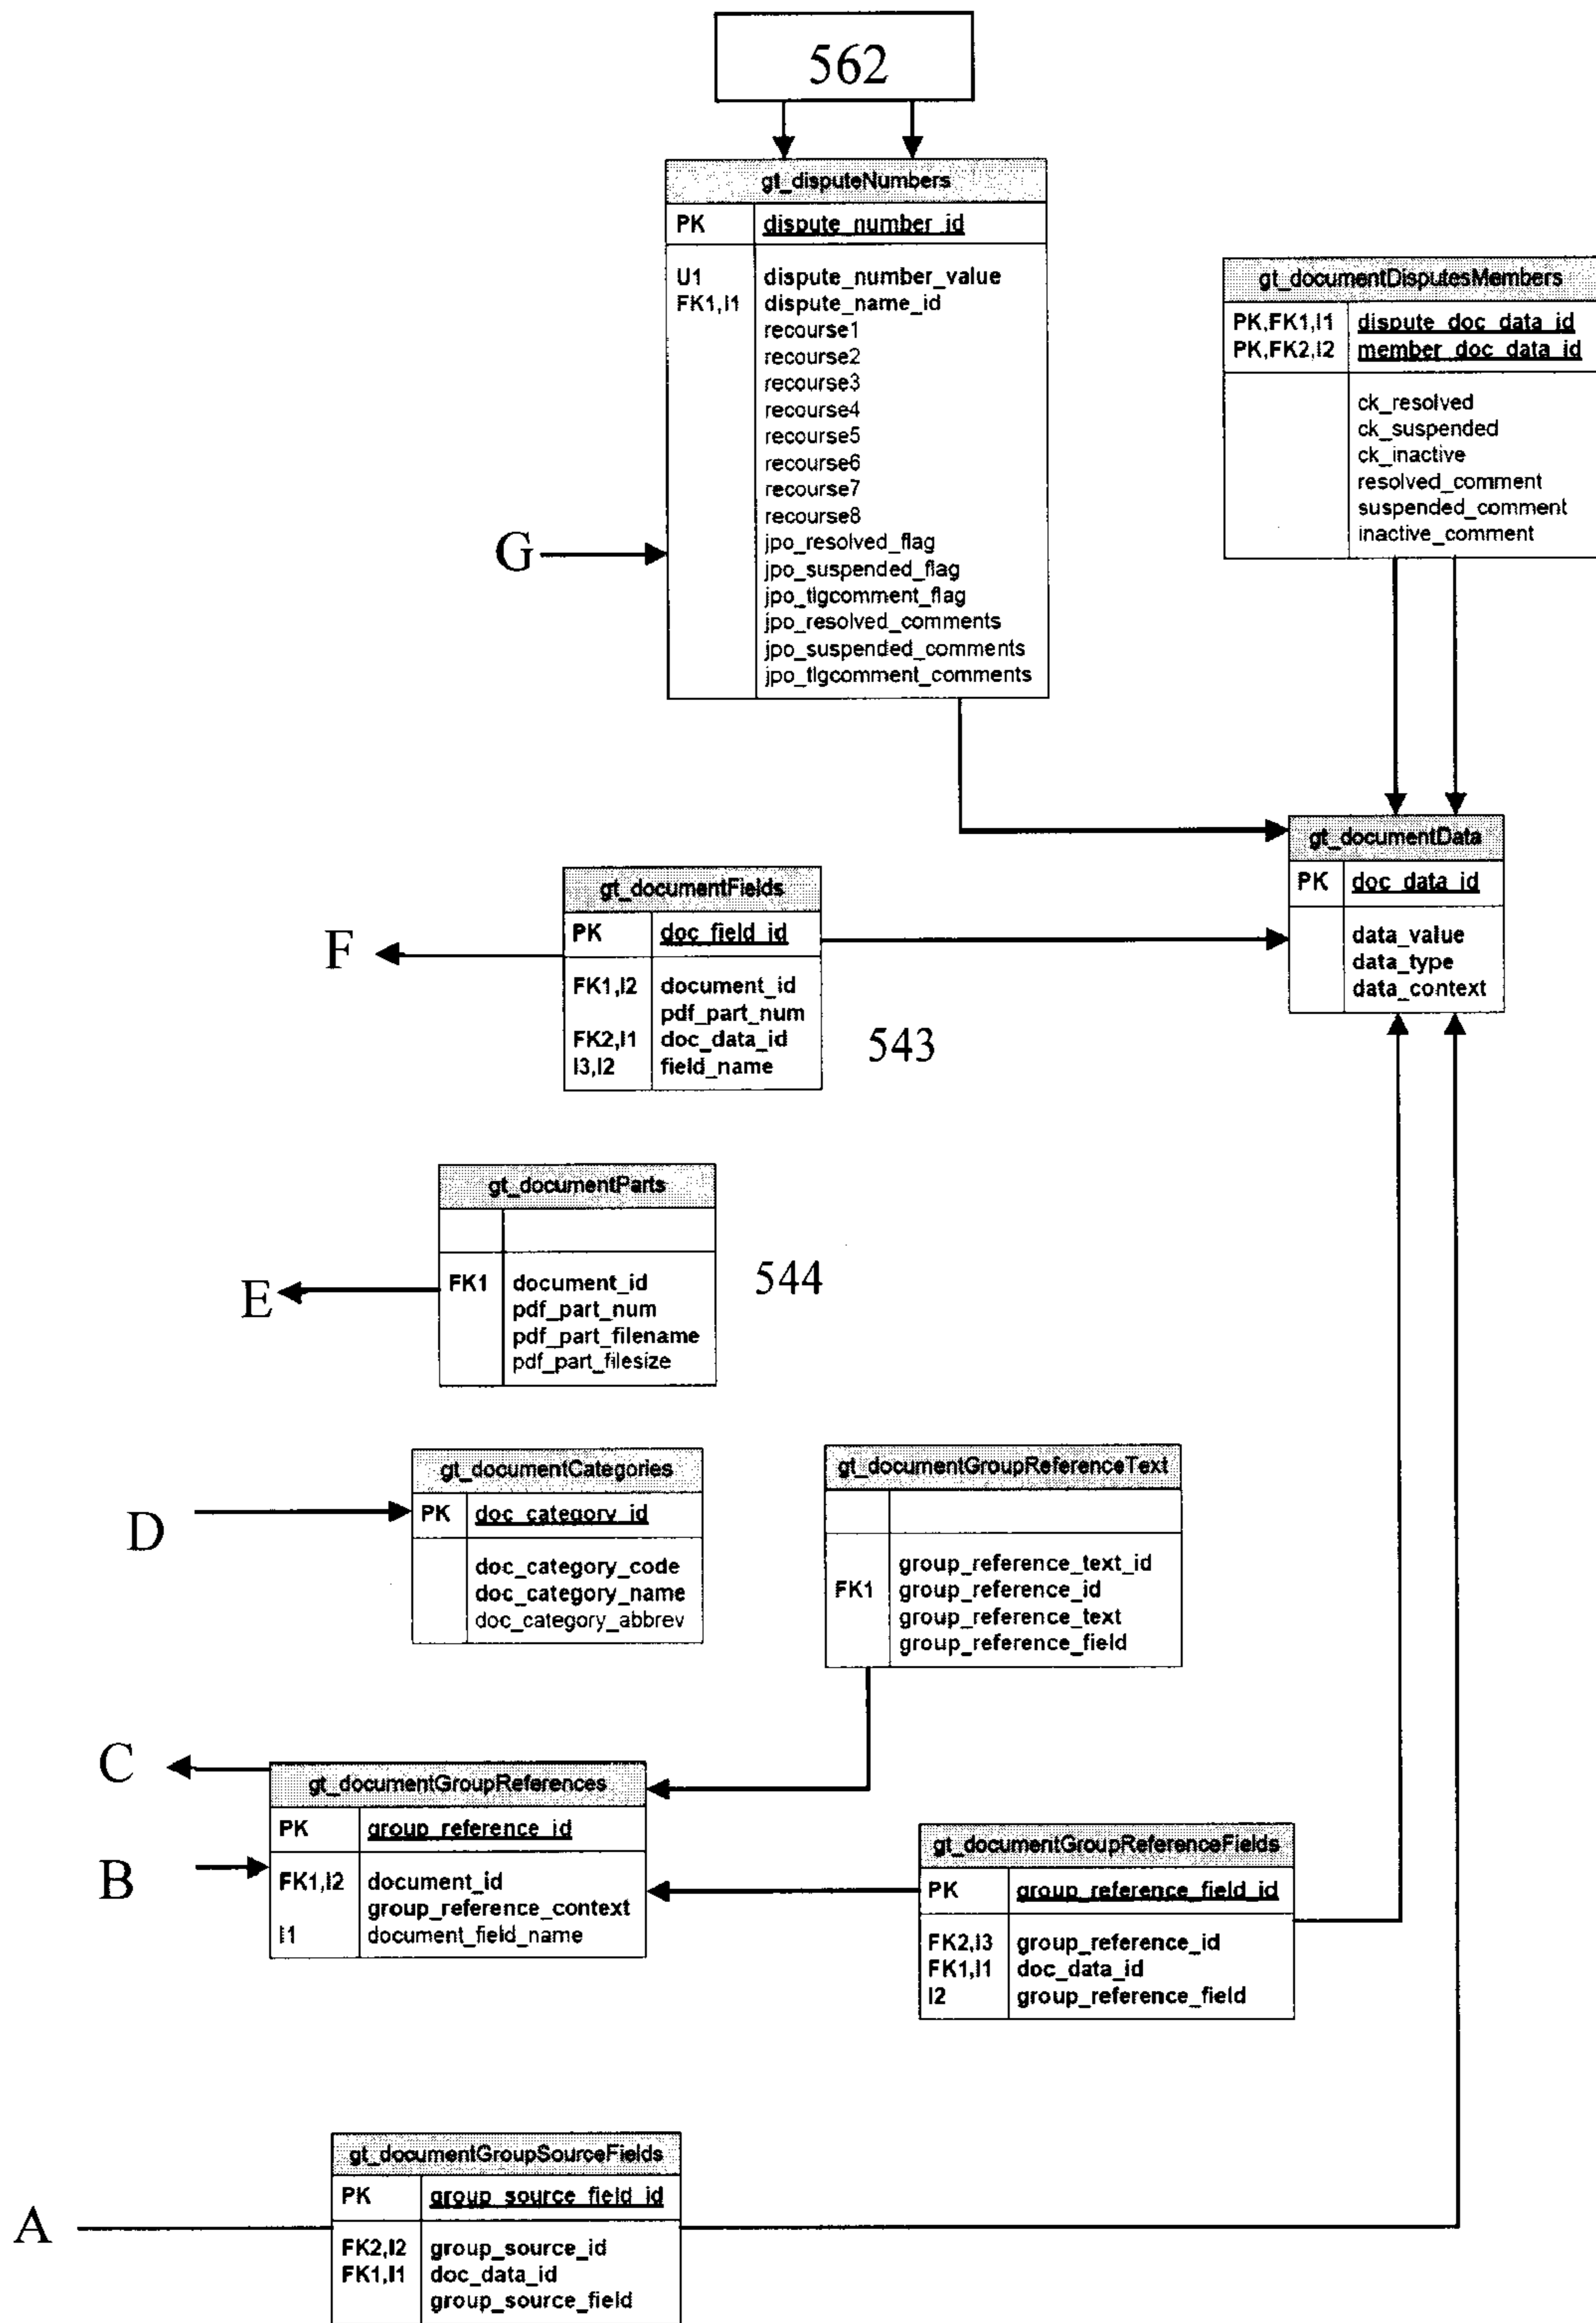 562
gt_disputeNumbers
PK dispute_number_id
U1 dispute_number_value
FK1,I1 dispute_name_id
recourse1
recourse2
recourse3
recourse4
recourse5
recourse6
recourse7
recourse8
jpo_resolved_flag
jpo_suspended_flag
jpo_tlgcomment_flag
jpo_resolved_comments
jpo_suspended_comments
jpo_tlgcomment_comments
G
gt_documentDisputesMembers
PK,FK1,I1 dispute_doc_data_id
PK,FK2,I2 member_doc_data_id
ck_resolved
ck_suspended
ck_inactive
resolved_comment
suspended_comment
inactive_comment
gt_documentData
PK doc_data_id
data_value
data_type
data_context
F
gt_documentFields
PK doc_field_id
FK1,I2 document_id
pdf_part_num
FK2,I1 doc_data_id
I3,I2 field_name
543
gt_documentParts
FK1 document_id
pdf_part_num
pdf_part_filename
pdf_part_filesize
E
544
D
gt_documentCategories
PK doc_category_id
doc_category_code
doc_category_name
doc_category_abbrev
gt_documentGroupReferenceText
group_reference_text_id
FK1 group_reference_id
group_reference_text
group_reference_field
C
gt_documentGroupReferences
PK group_reference_id
B
FK1,I2 document_id
group_reference_context
I1 document_field_name
gt_documentGroupReferenceFields
PK group_reference_field_id
FK2,I3 group_reference_id
FK1,I1 doc_data_id
I2 group_reference_field
A
gt_documentGroupSourceFields
PK group_source_field_id
FK2,I2 group_source_id
FK1,I1 doc_data_id
group_source_field